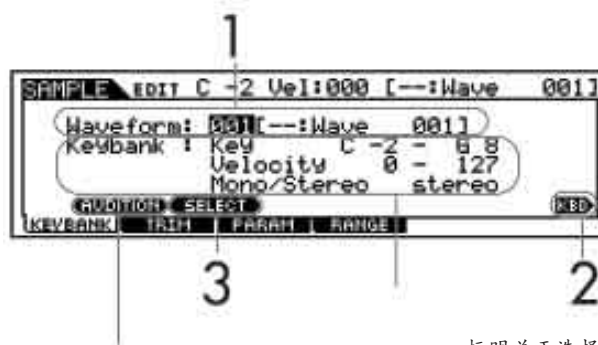 1
SAMPLE EDIT C -2 Vel:000 [--:Wave 001]
Waveform: 001[--:Wave 001]
Keybank : Key C -2 - G 8
Velocity 0 - 127
Mono/Stereo stereo
AUDITION SELECT KBD
KEYBANK TRIM PARAM RANGE
3
2